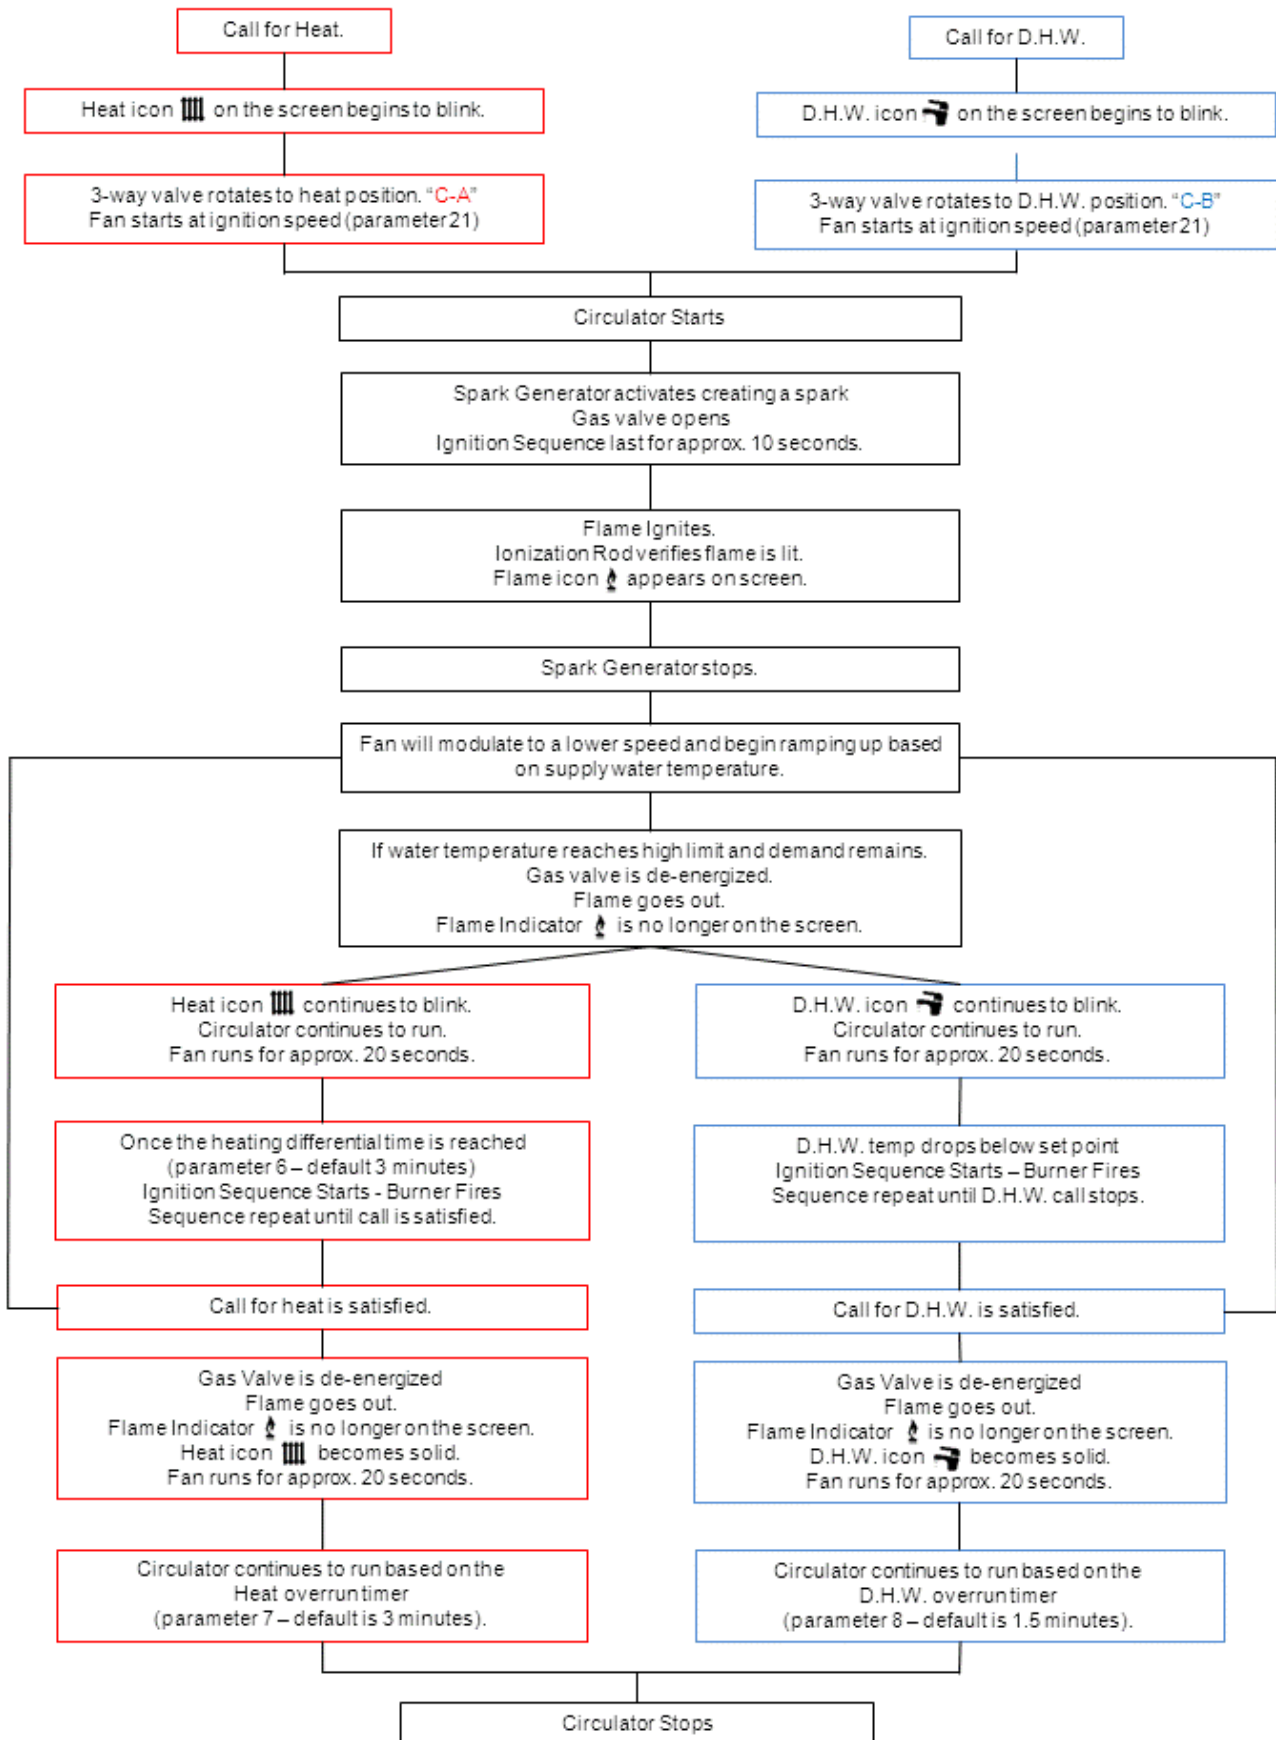 Call for Heat.
Call for D.H.W.
Heat icon on the screen begins to blink.
D.H.W. icon on the screen begins to blink.
3-way valve rotates to heat position. “C-A”
Fan starts at ignition speed (parameter 21)
3-way valve rotates to D.H.W. position. “C-B”
Fan starts at ignition speed (parameter 21)
Circulator Starts
Spark Generator activates creating a spark
Gas valve opens
Ignition Sequence last for approx. 10 seconds.
Flame Ignites.
Ionization Rod verifies flame is lit.
Flame icon appears on screen.
Spark Generator stops.
Fan will modulate to a lower speed and begin ramping up based
on supply water temperature.
If water temperature reaches high limit and demand remains.
Gas valve is de-energized.
Flame goes out.
Flame Indicator is no longer on the screen.
Heat icon continues to blink.
Circulator continues to run.
Fan runs for approx. 20 seconds.
D.H.W. icon continues to blink.
Circulator continues to run.
Fan runs for approx. 20 seconds.
Once the heating differential time is reached
(parameter 6 – default 3 minutes)
Ignition Sequence Starts - Burner Fires
Sequence repeat until call is satisfied.
D.H.W. temp drops below set point
Ignition Sequence Starts – Burner Fires
Sequence repeat until D.H.W. call stops.
Call for heat is satisfied.
Call for D.H.W. is satisfied.
Gas Valve is de-energized
Flame goes out.
Flame Indicator is no longer on the screen.
Heat icon becomes solid.
Fan runs for approx. 20 seconds.
Gas Valve is de-energized
Flame goes out.
Flame Indicator is no longer on the screen.
D.H.W. icon becomes solid.
Fan runs for approx. 20 seconds.
Circulator continues to run based on the
Heat overrun timer
(parameter 7 – default is 3 minutes).
Circulator continues to run based on the
D.H.W. overrun timer
(parameter 8 – default is 1.5 minutes).
Circulator Stops